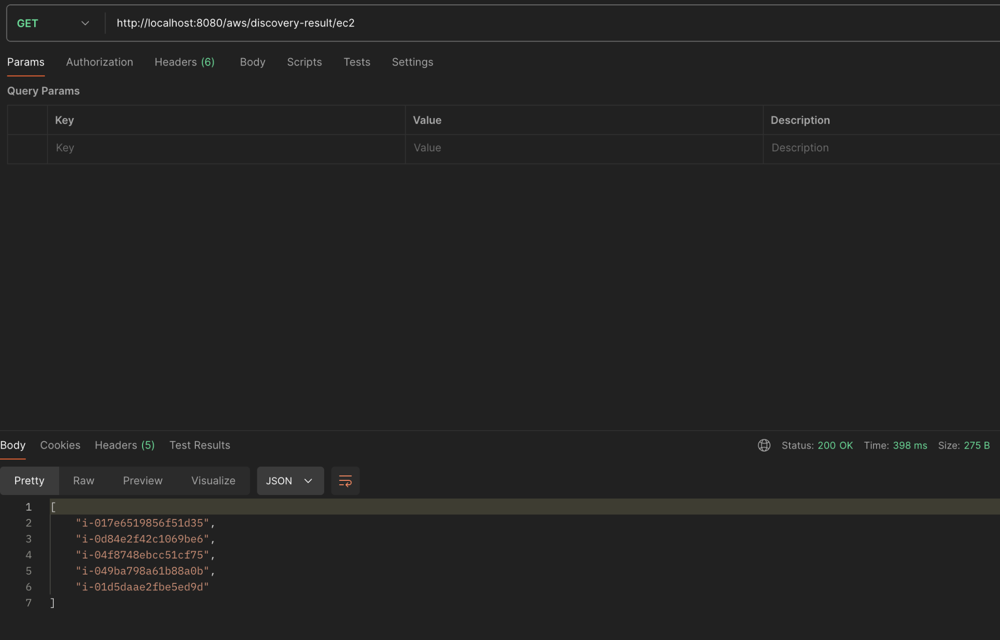 GET http://localhost:8080/aws/discovery-result/ec2
Params Authorization Headers (6) Body Scripts Tests Settings
Query Params
Key Value Description
Key Value Description
Body Cookies Headers (5) Test Results Status: 200 OK Time: 398 ms Size: 275 B
Pretty Raw Preview Visualize JSON
1 [
2 "i-017e6519856f51d35",
3 "i-0d84e2f42c1069be6",
4 "i-04f8748ebcc51cf75",
5 "i-049ba798a61b88a0b",
6 "i-01d5daae2fbe5ed9d"
7 ]